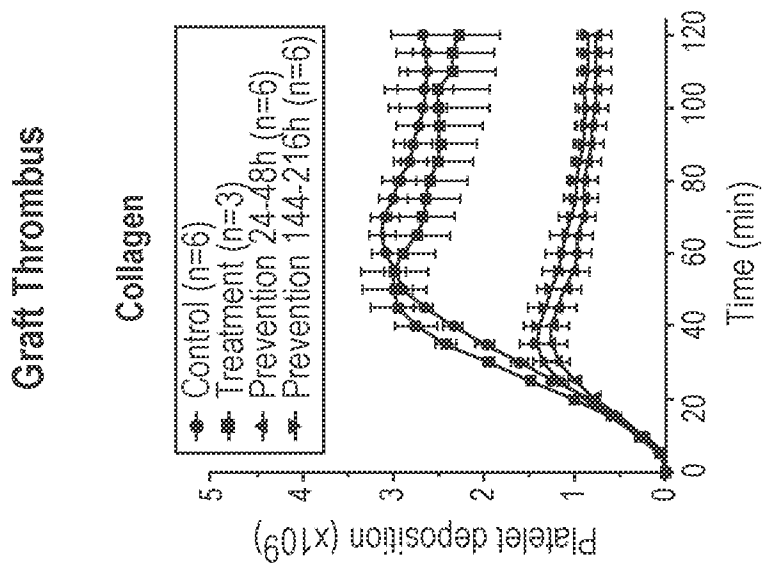 Graft Thrombus
Collagen
Control (n=6)
Treatment (n=3)
Prevention 24-48h (n=6)
Prevention 144-216h (n=6)
Platelet deposition (x10⁹)
5
4
3
2
1
0
0 20 40 60 80 100 120
Time (min)